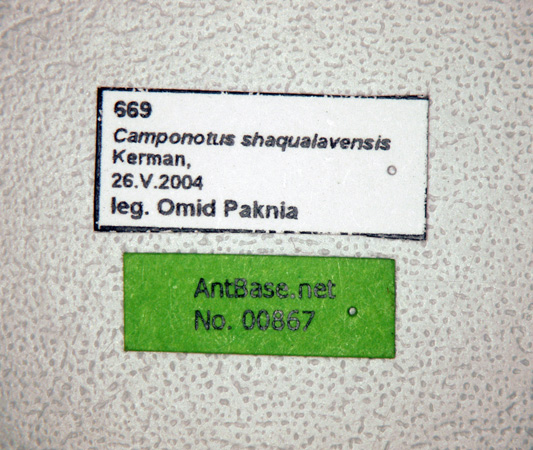 669
Camponotus shaqualavensis
Kerman,
26.V.2004
leg. Omid Paknia
AntBase.net
No. 00867